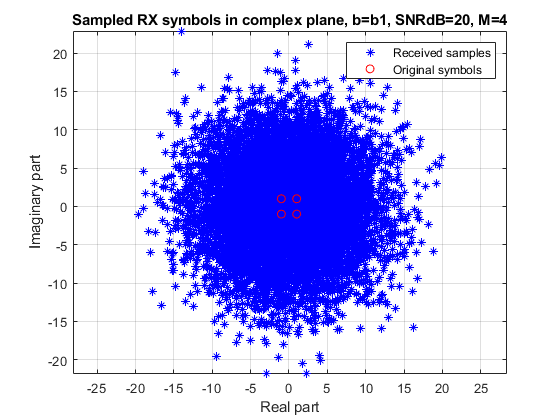 Sampled RX symbols in complex plane, b=b1, SNRdB=20, M=4
Received samples
Original symbols
20
15
10
5
0
-5
-10
-15
-20
Imaginary part
-25 -20 -15 -10 -5 0 5 10 15 20 25
Real part